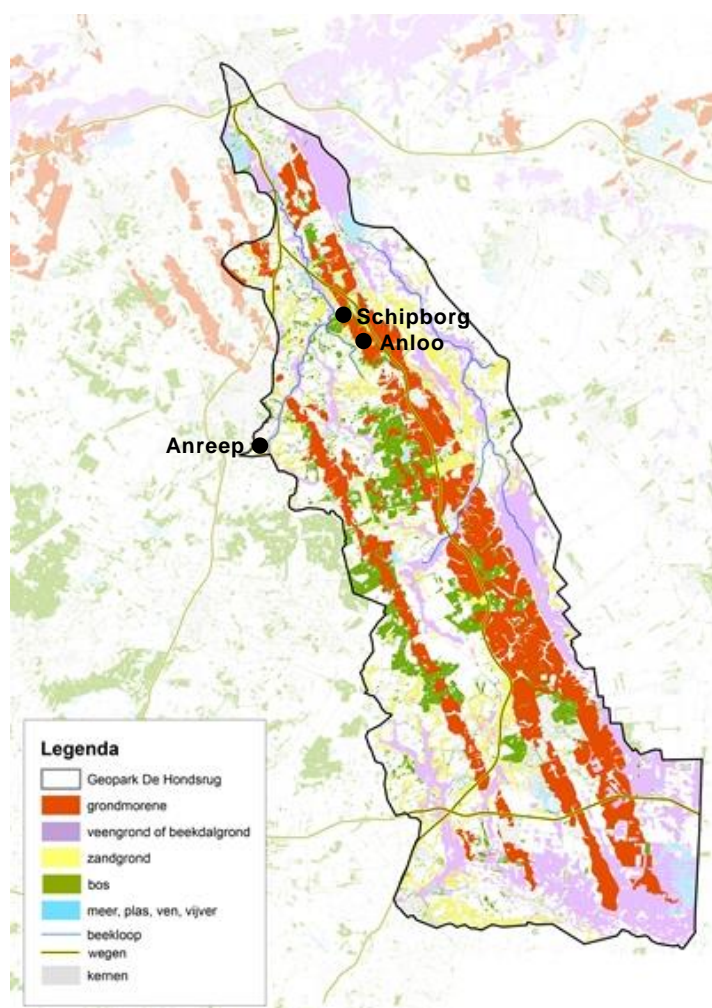 Schipborg
Anloo
Anreep
Legenda
Geopark De Hondsrug
grondmorene
veengrond of beekdalgrond
zandgrond
bos
meer, plas, ven, vijver
beekloop
wegen
kernen